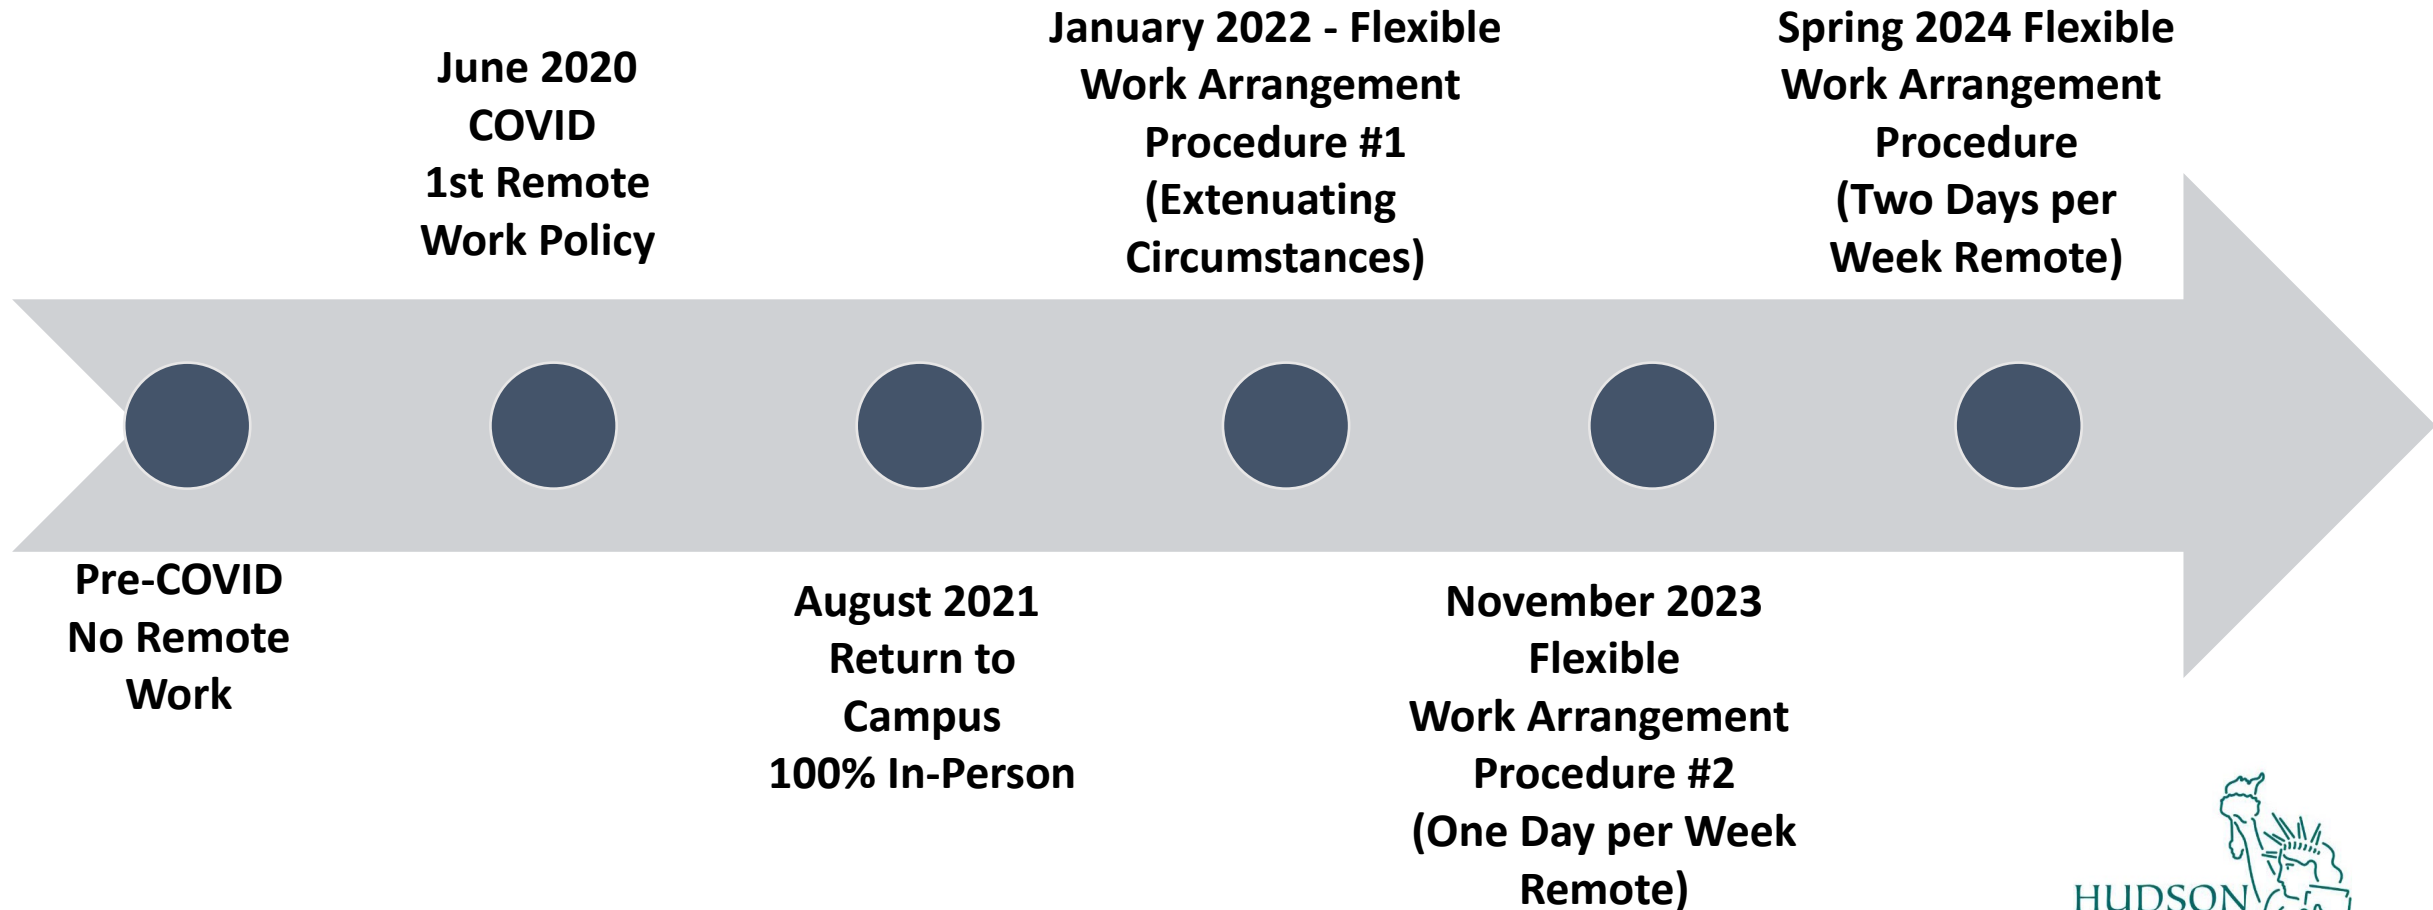 Pre-COVID
No Remote
Work
June 2020
COVID
1st Remote
Work Policy
August 2021
Return to
Campus
100% In-Person
January 2022 - Flexible
Work Arrangement
Procedure #1
(Extenuating
Circumstances)
November 2023
Flexible
Work Arrangement
Procedure #2
(One Day per Week
Remote)
Spring 2024 Flexible
Work Arrangement
Procedure
(Two Days per
Week Remote)
HUDSON